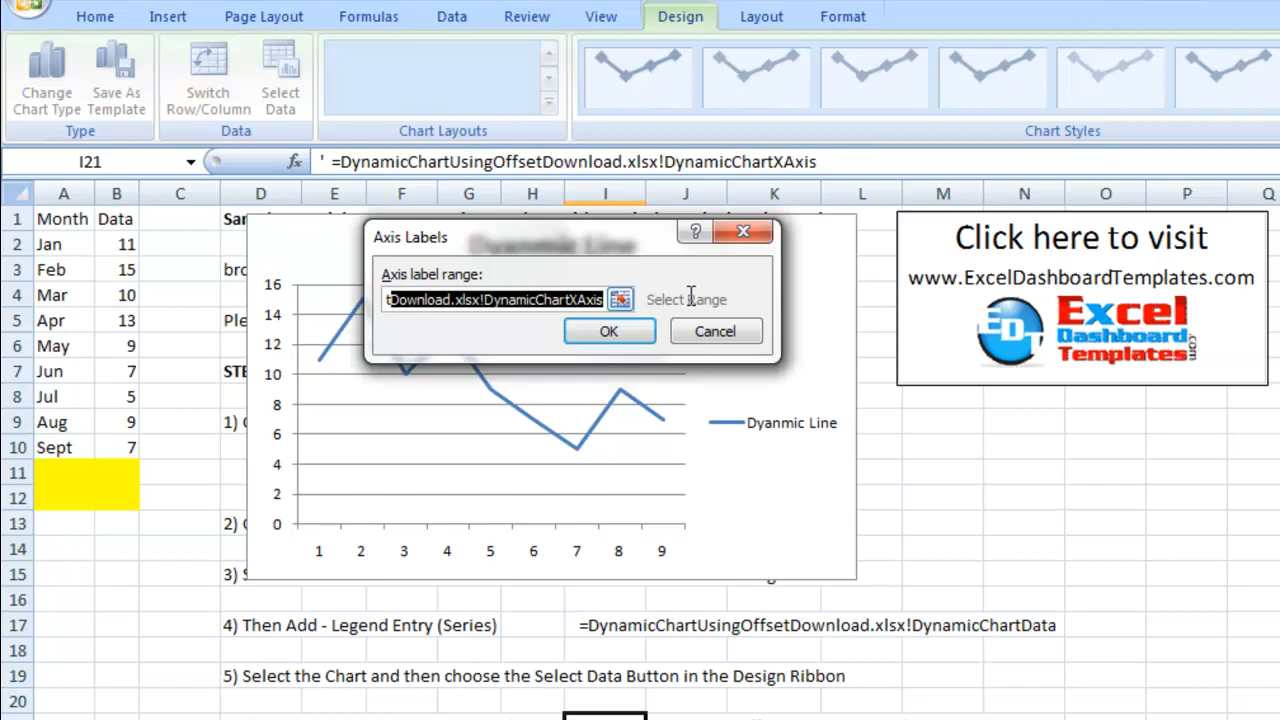 Home Insert Page Layout Formulas Data Review View Design Layout Format
Change Chart Type
Save As Template
Switch Row/Column
Select Data
Type Data Chart Layouts Chart Styles
I21 fx ' =DynamicChartUsingOffsetDownload.xlsx!DynamicChartXAxis
A B C D E F G H I J K L M N O P Q
1 Month Data
2 Jan 11
3 Feb 15
4 Mar 10
5 Apr 13
6 May 9
7 Jun 7
8 Jul 5
9 Aug 9
10 Sept 7
11
12
13 2)
14
15 3)
16
17 4) Then Add - Legend Entry (Series) =DynamicChartUsingOffsetDownload.xlsx!DynamicChartData
18
19 5) Select the Chart and then choose the Select Data Button in the Design Ribbon
20
1)
Axis Labels
?
Axis label range:
tDownload.xlsx!DynamicChartXAxis Select Range
OK Cancel
Dyanmic Line
16
14
12
10
8
6
4
2
0
1 2 3 4 5 6 7 8 9
Dyanmic Line
Click here to visit
www.ExcelDashboardTemplates.com
EDT
Excel
Dashboard
Templates
.com